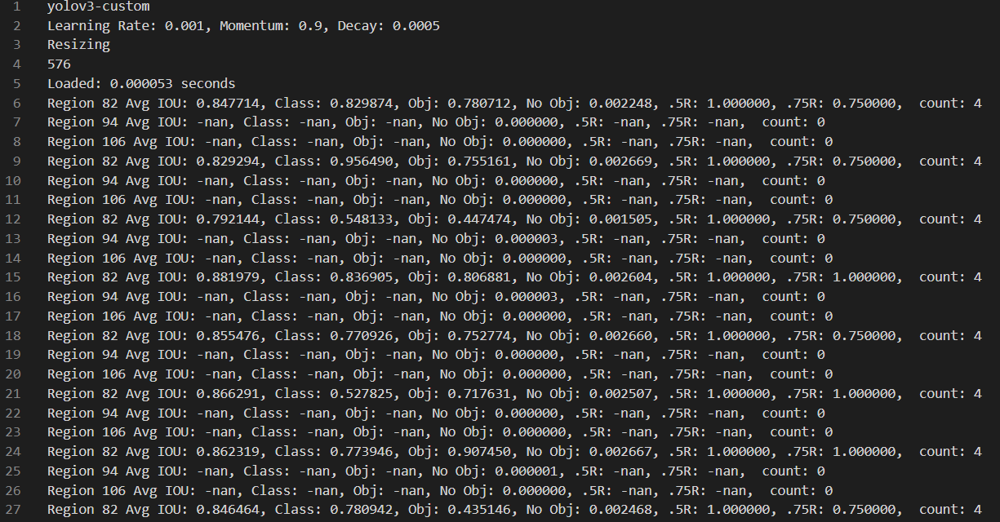 1 yolov3-custom
2 Learning Rate: 0.001, Momentum: 0.9, Decay: 0.0005
3 Resizing
4 576
5 Loaded: 0.000053 seconds
6 Region 82 Avg IOU: 0.847714, Class: 0.829874, Obj: 0.780712, No Obj: 0.002248, .5R: 1.000000, .75R: 0.750000,  count: 4
7 Region 94 Avg IOU: -nan, Class: -nan, Obj: -nan, No Obj: 0.000000, .5R: -nan, .75R: -nan,  count: 0
8 Region 106 Avg IOU: -nan, Class: -nan, Obj: -nan, No Obj: 0.000000, .5R: -nan, .75R: -nan,  count: 0
9 Region 82 Avg IOU: 0.829294, Class: 0.956490, Obj: 0.755161, No Obj: 0.002669, .5R: 1.000000, .75R: 0.750000,  count: 4
10 Region 94 Avg IOU: -nan, Class: -nan, Obj: -nan, No Obj: 0.000000, .5R: -nan, .75R: -nan,  count: 0
11 Region 106 Avg IOU: -nan, Class: -nan, Obj: -nan, No Obj: 0.000000, .5R: -nan, .75R: -nan,  count: 0
12 Region 82 Avg IOU: 0.792144, Class: 0.548133, Obj: 0.447474, No Obj: 0.001505, .5R: 1.000000, .75R: 0.750000,  count: 4
13 Region 94 Avg IOU: -nan, Class: -nan, Obj: -nan, No Obj: 0.000003, .5R: -nan, .75R: -nan,  count: 0
14 Region 106 Avg IOU: -nan, Class: -nan, Obj: -nan, No Obj: 0.000000, .5R: -nan, .75R: -nan,  count: 0
15 Region 82 Avg IOU: 0.881979, Class: 0.836905, Obj: 0.806881, No Obj: 0.002604, .5R: 1.000000, .75R: 1.000000,  count: 4
16 Region 94 Avg IOU: -nan, Class: -nan, Obj: -nan, No Obj: 0.000003, .5R: -nan, .75R: -nan,  count: 0
17 Region 106 Avg IOU: -nan, Class: -nan, Obj: -nan, No Obj: 0.000000, .5R: -nan, .75R: -nan,  count: 0
18 Region 82 Avg IOU: 0.855476, Class: 0.770926, Obj: 0.752774, No Obj: 0.002660, .5R: 1.000000, .75R: 0.750000,  count: 4
19 Region 94 Avg IOU: -nan, Class: -nan, Obj: -nan, No Obj: 0.000000, .5R: -nan, .75R: -nan,  count: 0
20 Region 106 Avg IOU: -nan, Class: -nan, Obj: -nan, No Obj: 0.000000, .5R: -nan, .75R: -nan,  count: 0
21 Region 82 Avg IOU: 0.866291, Class: 0.527825, Obj: 0.717631, No Obj: 0.002507, .5R: 1.000000, .75R: 1.000000,  count: 4
22 Region 94 Avg IOU: -nan, Class: -nan, Obj: -nan, No Obj: 0.000000, .5R: -nan, .75R: -nan,  count: 0
23 Region 106 Avg IOU: -nan, Class: -nan, Obj: -nan, No Obj: 0.000000, .5R: -nan, .75R: -nan,  count: 0
24 Region 82 Avg IOU: 0.862319, Class: 0.773946, Obj: 0.907450, No Obj: 0.002667, .5R: 1.000000, .75R: 1.000000,  count: 4
25 Region 94 Avg IOU: -nan, Class: -nan, Obj: -nan, No Obj: 0.000001, .5R: -nan, .75R: -nan,  count: 0
26 Region 106 Avg IOU: -nan, Class: -nan, Obj: -nan, No Obj: 0.000000, .5R: -nan, .75R: -nan,  count: 0
27 Region 82 Avg IOU: 0.846464, Class: 0.780942, Obj: 0.435146, No Obj: 0.002468, .5R: 1.000000, .75R: 0.750000,  count: 4